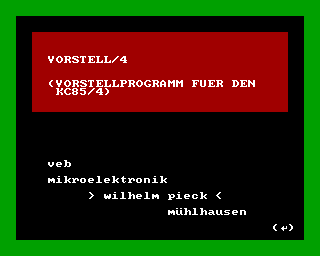 VORSTELL/4
(VORSTELLPROGRAMM FUER DEN
KC85/4)
veb
mikroelektronik
> wilhelm pieck <
mühlhausen
(↵)